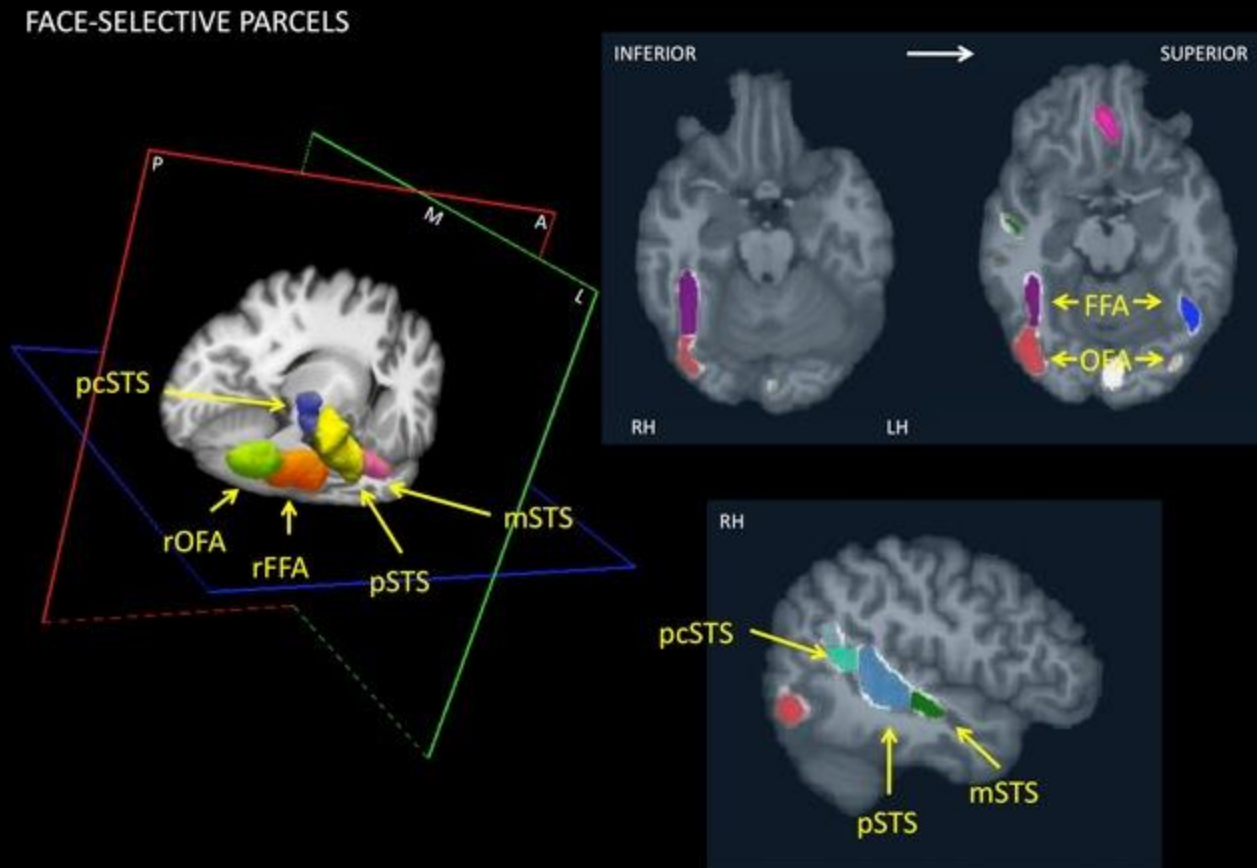 FACE-SELECTIVE PARCELS
P
M
A
L
pcSTS
rOFA
rFFA
pSTS
mSTS
INFERIOR
SUPERIOR
FFA
OFA
RH
LH
RH
pcSTS
pSTS
mSTS